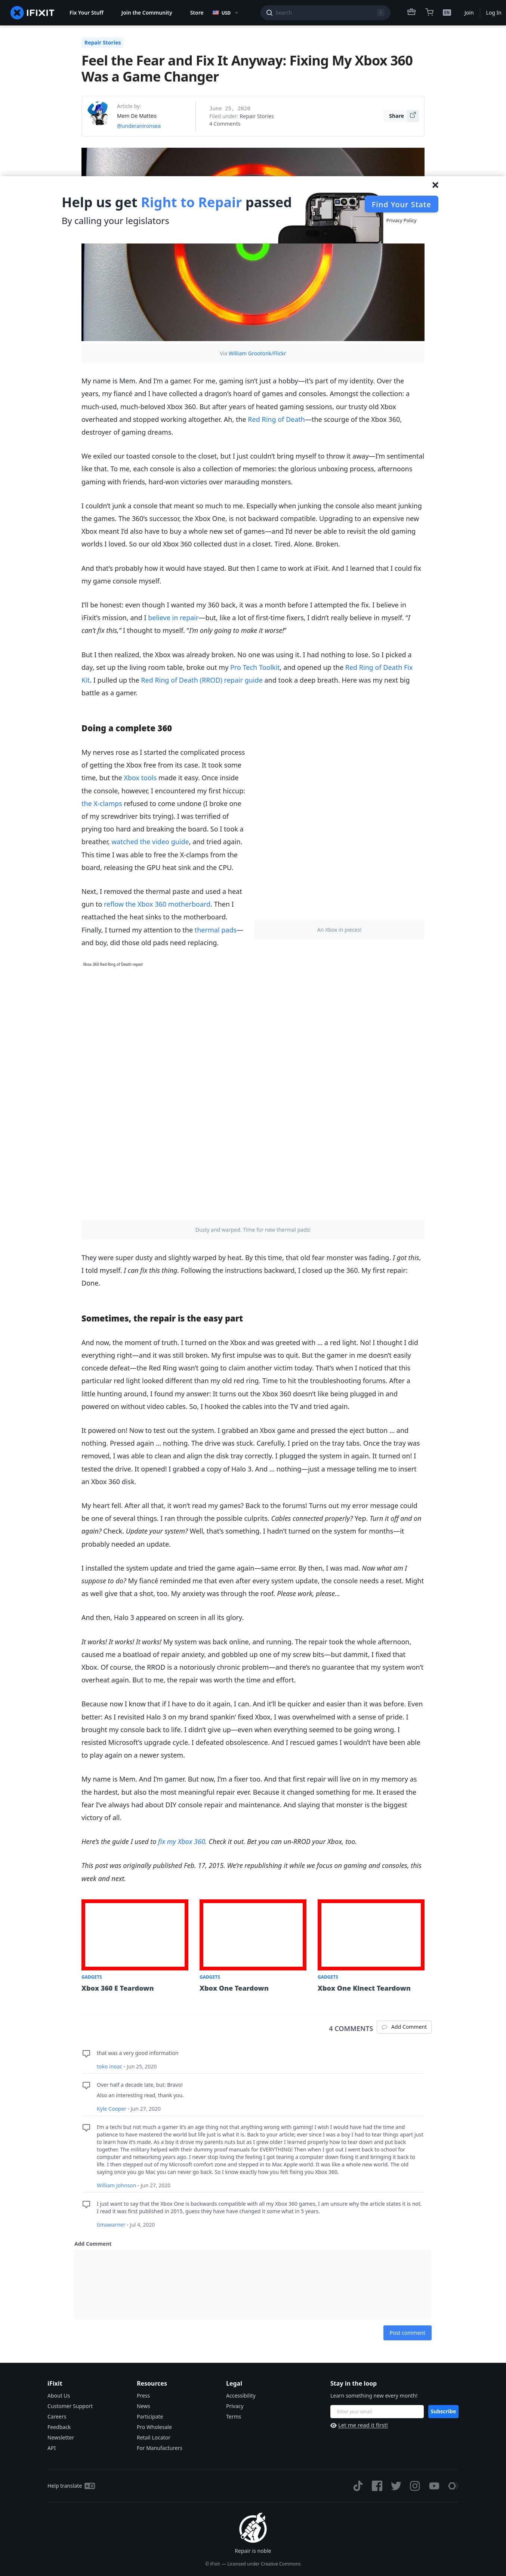 IFIXIT
Fix Your Stuff
Join the Community
Store
USD
Search
Join
Log In
Repair Stories
Feel the Fear and Fix It Anyway: Fixing My Xbox 360
Was a Game Changer
Article by:
Mem De Matteo
@underanironsea
June 25, 2020
Filed under: Repair Stories
4 Comments
Share
Help us get Right to Repair passed
By calling your legislators
Find Your State
Privacy Policy
Via William Grootonk/Flickr
My name is Mem. And I'm a gamer. For me, gaming isn't just a hobby—it's part of my identity. Over the
years, my fiancé and I have collected a dragon's hoard of games and consoles. Amongst the collection: a
much-used, much-beloved Xbox 360. But after years of heated gaming sessions, our trusty old Xbox
overheated and stopped working altogether. Ah, the Red Ring of Death—the scourge of the Xbox 360,
destroyer of gaming dreams.
We exiled our toasted console to the closet, but I just couldn't bring myself to throw it away—I'm sentimental
like that. To me, each console is also a collection of memories: the glorious unboxing process, afternoons
gaming with friends, hard-won victories over marauding monsters.
I couldn't junk a console that meant so much to me. Especially when junking the console also meant junking
the games. The 360's successor, the Xbox One, is not backward compatible. Upgrading to an expensive new
Xbox meant I'd also have to buy a whole new set of games—and I'd never be able to revisit the old gaming
worlds I loved. So our old Xbox 360 collected dust in a closet. Tired. Alone. Broken.
And that's probably how it would have stayed. But then I came to work at iFixit. And I learned that I could fix
my game console myself.
I'll be honest: even though I wanted my 360 back, it was a month before I attempted the fix. I believe in
iFixit's mission, and I believe in repair—but, like a lot of first-time fixers, I didn't really believe in myself. "I
can't fix this," I thought to myself. "I'm only going to make it worse!"
But I then realized, the Xbox was already broken. No one was using it. I had nothing to lose. So I picked a
day, set up the living room table, broke out my Pro Tech Toolkit, and opened up the Red Ring of Death Fix
Kit. I pulled up the Red Ring of Death (RROD) repair guide and took a deep breath. Here was my next big
battle as a gamer.
Doing a complete 360
My nerves rose as I started the complicated process
of getting the Xbox free from its case. It took some
time, but the Xbox tools made it easy. Once inside
the console, however, I encountered my first hiccup:
the X-clamps refused to come undone (I broke one
of my screwdriver bits trying). I was terrified of
prying too hard and breaking the board. So I took a
breather, watched the video guide, and tried again.
This time I was able to free the X-clamps from the
board, releasing the GPU heat sink and the CPU.
Next, I removed the thermal paste and used a heat
gun to reflow the Xbox 360 motherboard. Then I
reattached the heat sinks to the motherboard.
Finally, I turned my attention to the thermal pads—
and boy, did those old pads need replacing.
An Xbox in pieces!
Xbox 360 Red Ring of Death repair
Dusty and warped. Time for new thermal pads!
They were super dusty and slightly warped by heat. By this time, that old fear monster was fading. I got this,
I told myself. I can fix this thing. Following the instructions backward, I closed up the 360. My first repair:
Done.
Sometimes, the repair is the easy part
And now, the moment of truth. I turned on the Xbox and was greeted with … a red light. No! I thought I did
everything right—and it was still broken. My first impulse was to quit. But the gamer in me doesn't easily
concede defeat—the Red Ring wasn't going to claim another victim today. That's when I noticed that this
particular red light looked different than my old red ring. Time to hit the troubleshooting forums. After a
little hunting around, I found my answer: It turns out the Xbox 360 doesn't like being plugged in and
powered on without video cables. So, I hooked the cables into the TV and tried again.
It powered on! Now to test out the system. I grabbed an Xbox game and pressed the eject button … and
nothing. Pressed again … nothing. The drive was stuck. Carefully, I pried on the tray tabs. Once the tray was
removed, I was able to clean and align the disk tray correctly. I plugged the system in again. It turned on! I
tested the drive. It opened! I grabbed a copy of Halo 3. And … nothing—just a message telling me to insert
an Xbox 360 disk.
My heart fell. After all that, it won't read my games? Back to the forums! Turns out my error message could
be one of several things. I ran through the possible culprits. Cables connected properly? Yep. Turn it off and on
again? Check. Update your system? Well, that's something. I hadn't turned on the system for months—it
probably needed an update.
I installed the system update and tried the game again—same error. By then, I was mad. Now what am I
suppose to do? My fiancé reminded me that even after every system update, the console needs a reset. Might
as well give that a shot, too. My anxiety was through the roof. Please work, please…
And then, Halo 3 appeared on screen in all its glory.
It works! It works! It works! My system was back online, and running. The repair took the whole afternoon,
caused me a boatload of repair anxiety, and gobbled up one of my screw bits—but dammit, I fixed that
Xbox. Of course, the RROD is a notoriously chronic problem—and there's no guarantee that my system won't
overheat again. But to me, the repair was worth the time and effort.
Because now I know that if I have to do it again, I can. And it'll be quicker and easier than it was before. Even
better: As I revisited Halo 3 on my brand spankin' fixed Xbox, I was overwhelmed with a sense of pride. I
brought my console back to life. I didn't give up—even when everything seemed to be going wrong. I
resisted Microsoft's upgrade cycle. I defeated obsolescence. And I rescued games I wouldn't have been able
to play again on a newer system.
My name is Mem. And I'm gamer. But now, I'm a fixer too. And that first repair will live on in my memory as
the hardest, but also the most meaningful repair ever. Because it changed something for me. It erased the
fear I've always had about DIY console repair and maintenance. And slaying that monster is the biggest
victory of all.
Here's the guide I used to fix my Xbox 360. Check it out. Bet you can un-RROD your Xbox, too.
This post was originally published Feb. 17, 2015. We're republishing it while we focus on gaming and consoles, this
week and next.
GADGETS
Xbox 360 E Teardown
GADGETS
Xbox One Teardown
GADGETS
Xbox One Kinect Teardown
4 COMMENTS
Add Comment
that was a very good information
toko moac - Jun 25, 2020
Over half a decade late, but: Bravo!
Also an interesting read, thank you.
Kyle Cooper - Jun 27, 2020
I'm a techi but not much a gamer it's an age thing not that anything wrong with gaming! I wish I would have had the time and
patience to have mastered the world but life just is what it is. Back to your article; ever since I was a boy I had to tear things apart just
to learn how it's made. As a boy it drove my parents nuts but as I grew older I learned properly how to tear down and put back
together. The military helped with their dummy proof manuals for EVERYTHING! Then when I got out I went back to school for
computer and networking years ago. I never stop loving the feeling I got tearing a computer down fixing it and bringing it back to
life. Then I stepped out of my Microsoft comfort zone and stepped in to Mac Apple world. It was like a whole new world. The old
saying once you go Mac you can never go back. So I know exactly how you felt fixing you Xbox 360.
William Johnson - Jun 27, 2020
I just want to say that the Xbox One is backwards compatible with all my Xbox 360 games, I am unsure why the article states it is not.
I read it was first published in 2015, guess they have have changed it some what in 5 years.
timawarner - Jul 4, 2020
Add Comment
Post comment
iFixit
About Us
Customer Support
Careers
Feedback
Newsletter
API
Resources
Press
News
Participate
Pro Wholesale
Retail Locator
For Manufacturers
Legal
Accessibility
Privacy
Terms
Stay in the loop
Learn something new every month!
Enter your email
Subscribe
Let me read it first!
Help translate
Repair is noble
© iFixit — Licensed under Creative Commons